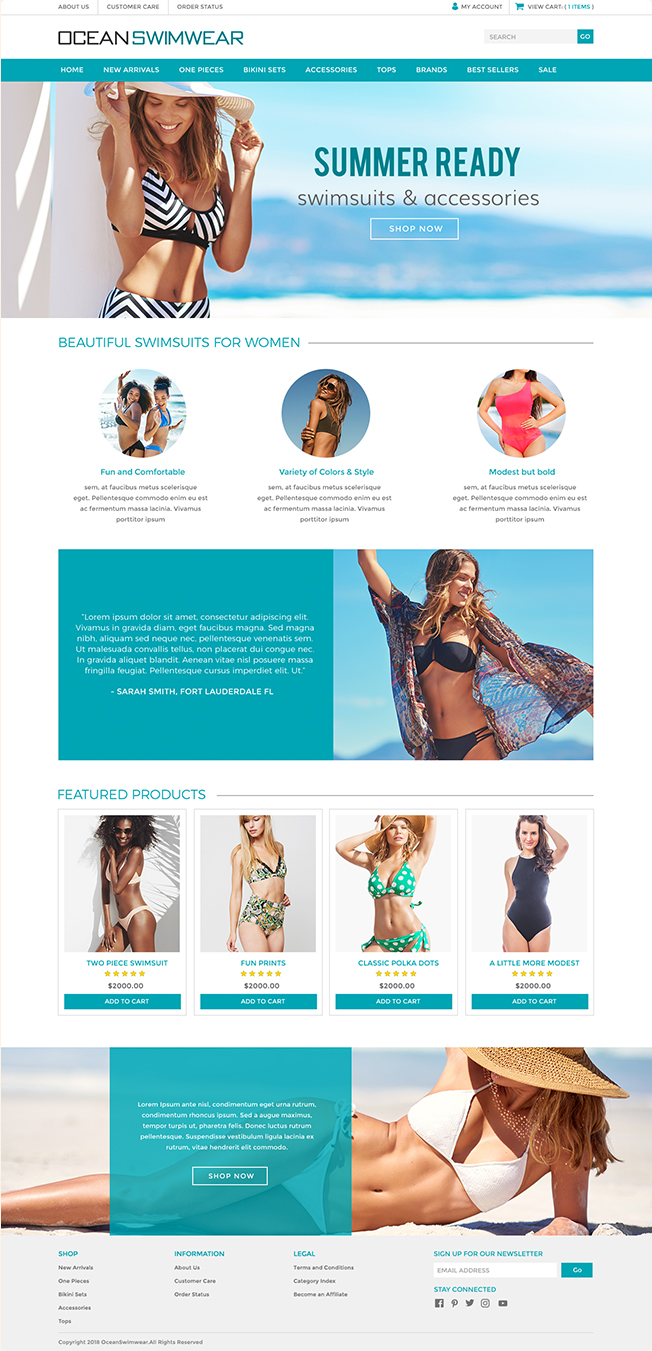 ABOUT US CUSTOMER CARE ORDER STATUS MY ACCOUNT VIEW CART: ( 1 ITEMS )
OCEAN SWIMWEAR
SEARCH GO
HOME NEW ARRIVALS ONE PIECES BIKINI SETS ACCESSORIES TOPS BRANDS BEST SELLERS SALE
SUMMER READY
swimsuits & accessories
SHOP NOW
BEAUTIFUL SWIMSUITS FOR WOMEN
Fun and Comfortable
sem, at faucibus metus scelerisque
eget. Pellentesque commodo enim eu est
ac fermentum massa lacinia. Vivamus
porttitor ipsum
Variety of Colors & Style
sem, at faucibus metus scelerisque
eget. Pellentesque commodo enim eu est
ac fermentum massa lacinia. Vivamus
porttitor ipsum
Modest but bold
sem, at faucibus metus scelerisque
eget. Pellentesque commodo enim eu est
ac fermentum massa lacinia. Vivamus
porttitor ipsum
"Lorem ipsum dolor sit amet, consectetur adipiscing elit.
Vivamus in gravida diam, eget faucibus magna. Sed magna
nibh, aliquam sed neque nec, pellentesque venenatis sem.
Ut malesuada convallis tellus, non placerat dui congue nec.
In gravida aliquet blandit. Aenean vitae nisl posuere massa
fringilla feugiat. Pellentesque cursus imperdiet elit. Ut."
- SARAH SMITH, FORT LAUDERDALE FL
FEATURED PRODUCTS
TWO PIECE SWIMSUIT
$2000.00
ADD TO CART
FUN PRINTS
$2000.00
ADD TO CART
CLASSIC POLKA DOTS
$2000.00
ADD TO CART
A LITTLE MORE MODEST
$2000.00
ADD TO CART
Lorem Ipsum ante nisl, condimentum eget urna rutrum,
condimentum rhoncus ipsum. Sed a augue maximus,
tempor turpis ut, pharetra felis. Donec luctus rutrum
pellentesque. Suspendisse vestibulum ligula lacinia ex
rutrum, vitae hendrerit elit commodo.
SHOP NOW
SHOP
New Arrivals
One Pieces
Bikini Sets
Accessories
Tops
INFORMATION
About Us
Customer Care
Order Status
LEGAL
Terms and Conditions
Category Index
Become an Affiliate
SIGN UP FOR OUR NEWSLETTER
EMAIL ADDRESS Go
STAY CONNECTED
Copyright 2018 OceanSwimwear.All Rights Reserved